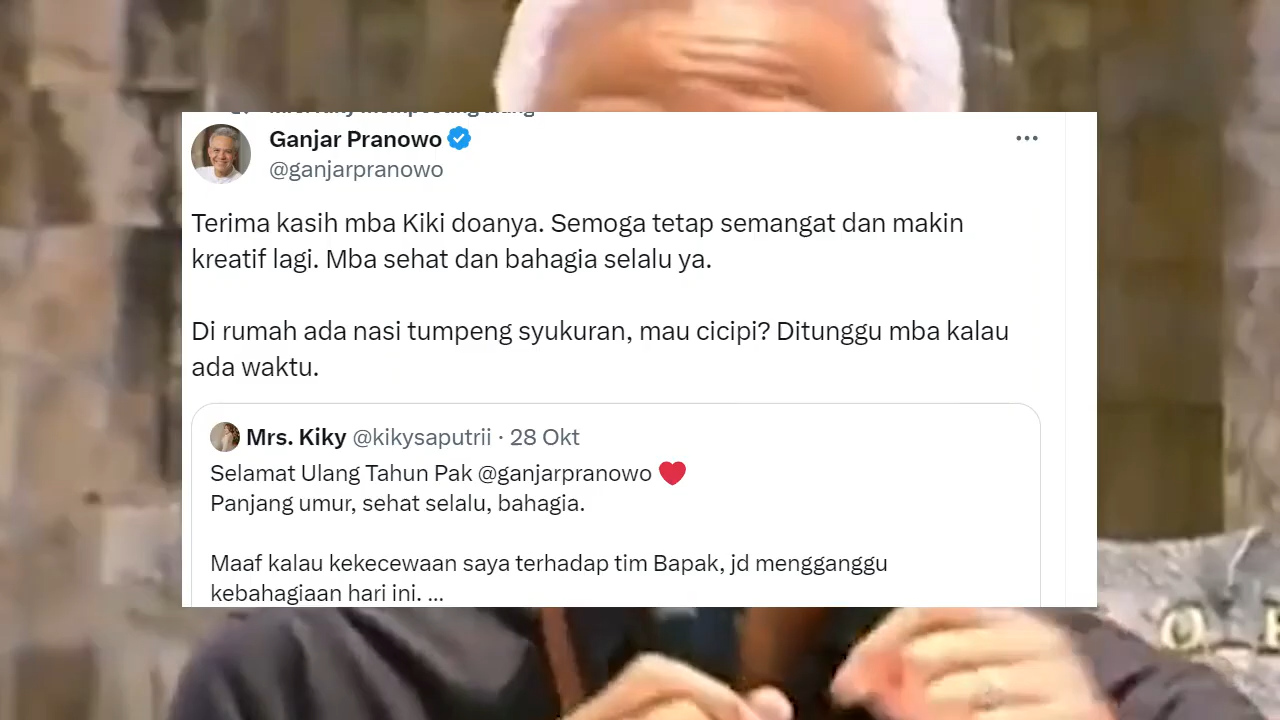 Ganjar Pranowo
@ganjarpranowo
Terima kasih mba Kiki doanya. Semoga tetap semangat dan makin
kreatif lagi. Mba sehat dan bahagia selalu ya.
Di rumah ada nasi tumpeng syukuran, mau cicipi? Ditunggu mba kalau
ada waktu.
Mrs. Kiky @kikysaputrii · 28 Okt
Selamat Ulang Tahun Pak @ganjarpranowo ❤️
Panjang umur, sehat selalu, bahagia.
Maaf kalau kekecewaan saya terhadap tim Bapak, jd mengganggu
kebahagiaan hari ini. ...